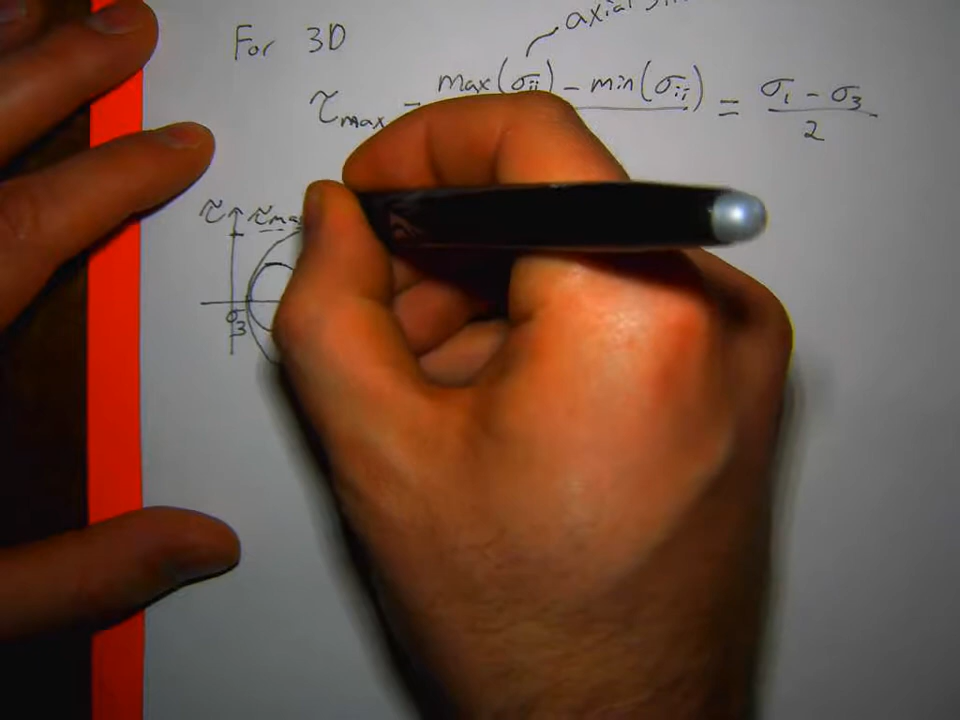 For 3D
axial
τmax = max(σii) - min(σii) = σ1 - σ3 / 2
τ τmax
σ3